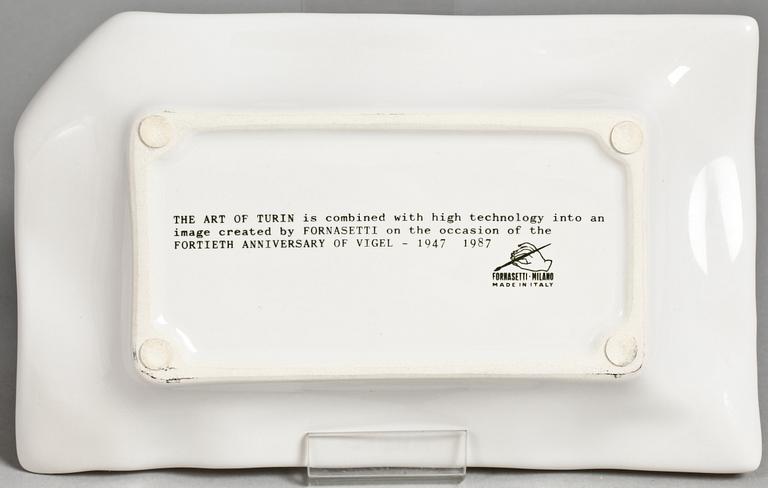 THE ART OF TURIN is combined with high technology into an
image created by FORNASETTI on the occasion of the
FORTIETH ANNIVERSARY OF VIGEL - 1947 1987
FORNASETTI · MILANO
MADE IN ITALY